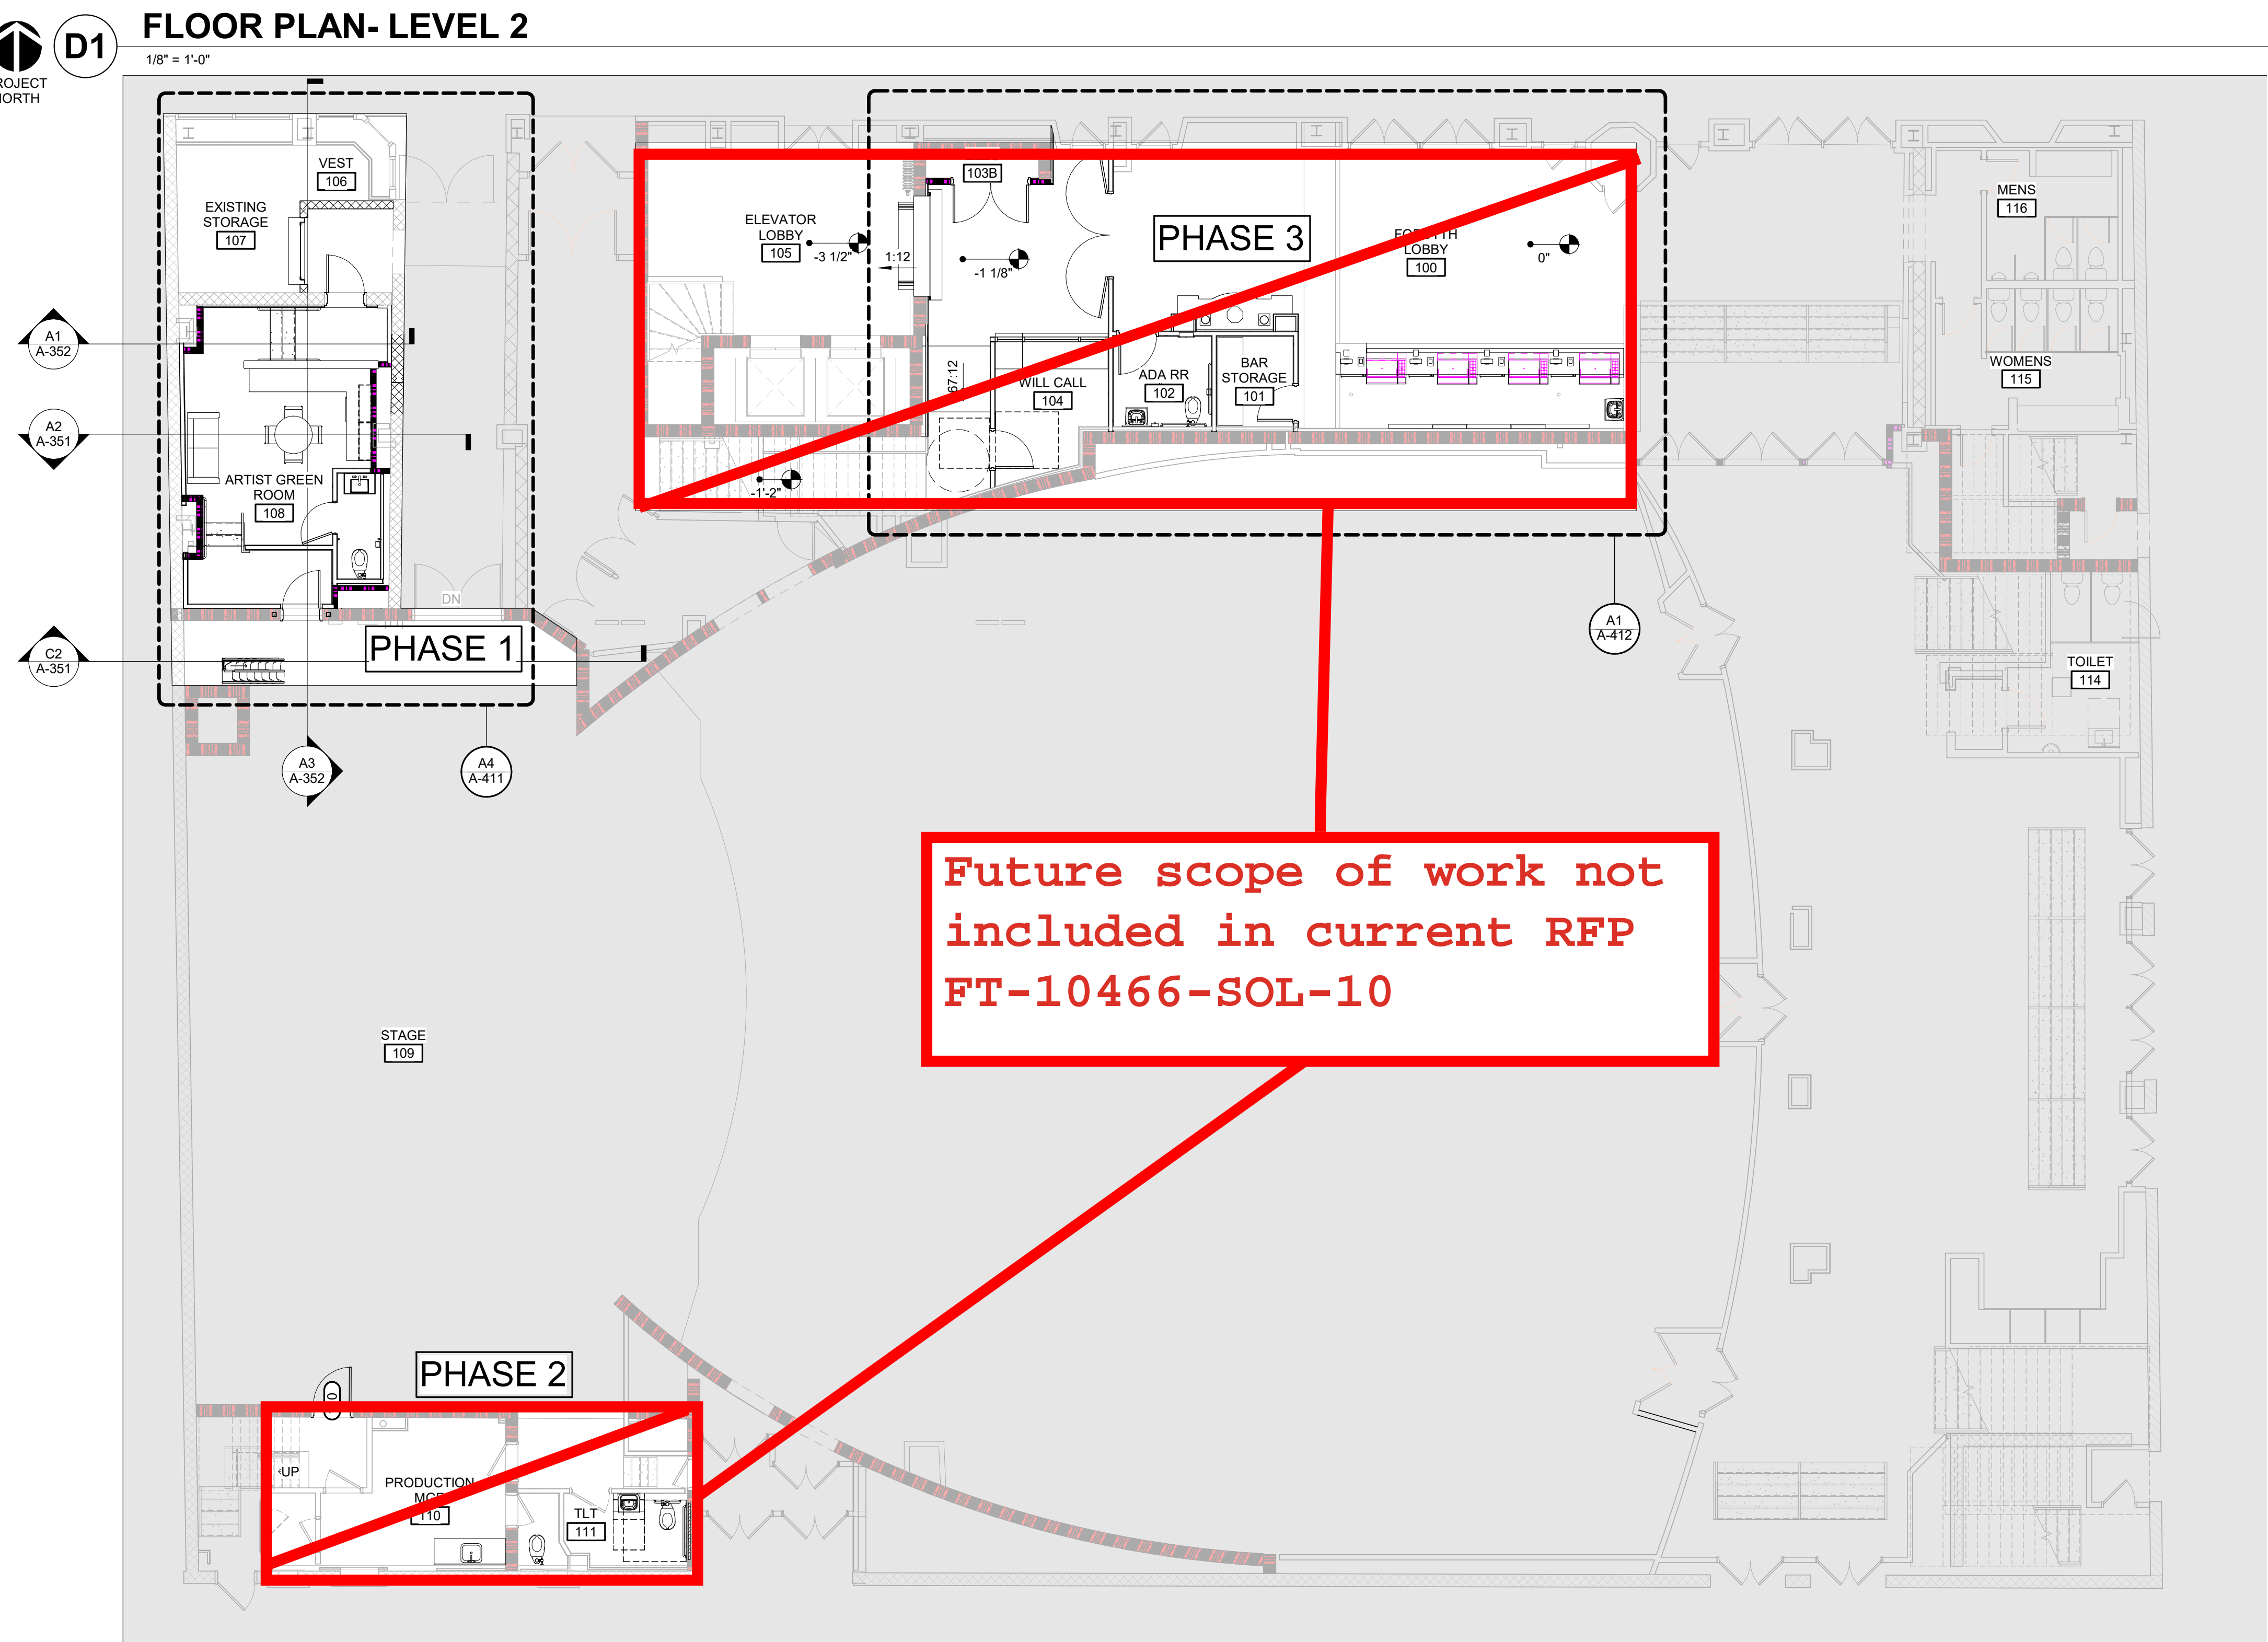 D1
FLOOR PLAN- LEVEL 2
1/8" = 1'-0"
VEST
106
EXISTING
STORAGE
107
ARTIST GREEN
ROOM
108
DN
PHASE 1
A1
A-352
A2
A-351
C2
A-351
A3
A-352
A4
A-411
ELEVATOR
LOBBY
105
-3 1/2"
1:12
103B
-1 1/8"
PHASE 3
LOBBY
100
0"
67:12
WILL CALL
104
ADA RR
102
BAR
STORAGE
101
-1'-2"
A1
A-412
MENS
116
WOMENS
115
TOILET
114
Future scope of work not
included in current RFP
FT-10466-SOL-10
STAGE
109
PHASE 2
UP
PRODUCTION
110
TLT
111